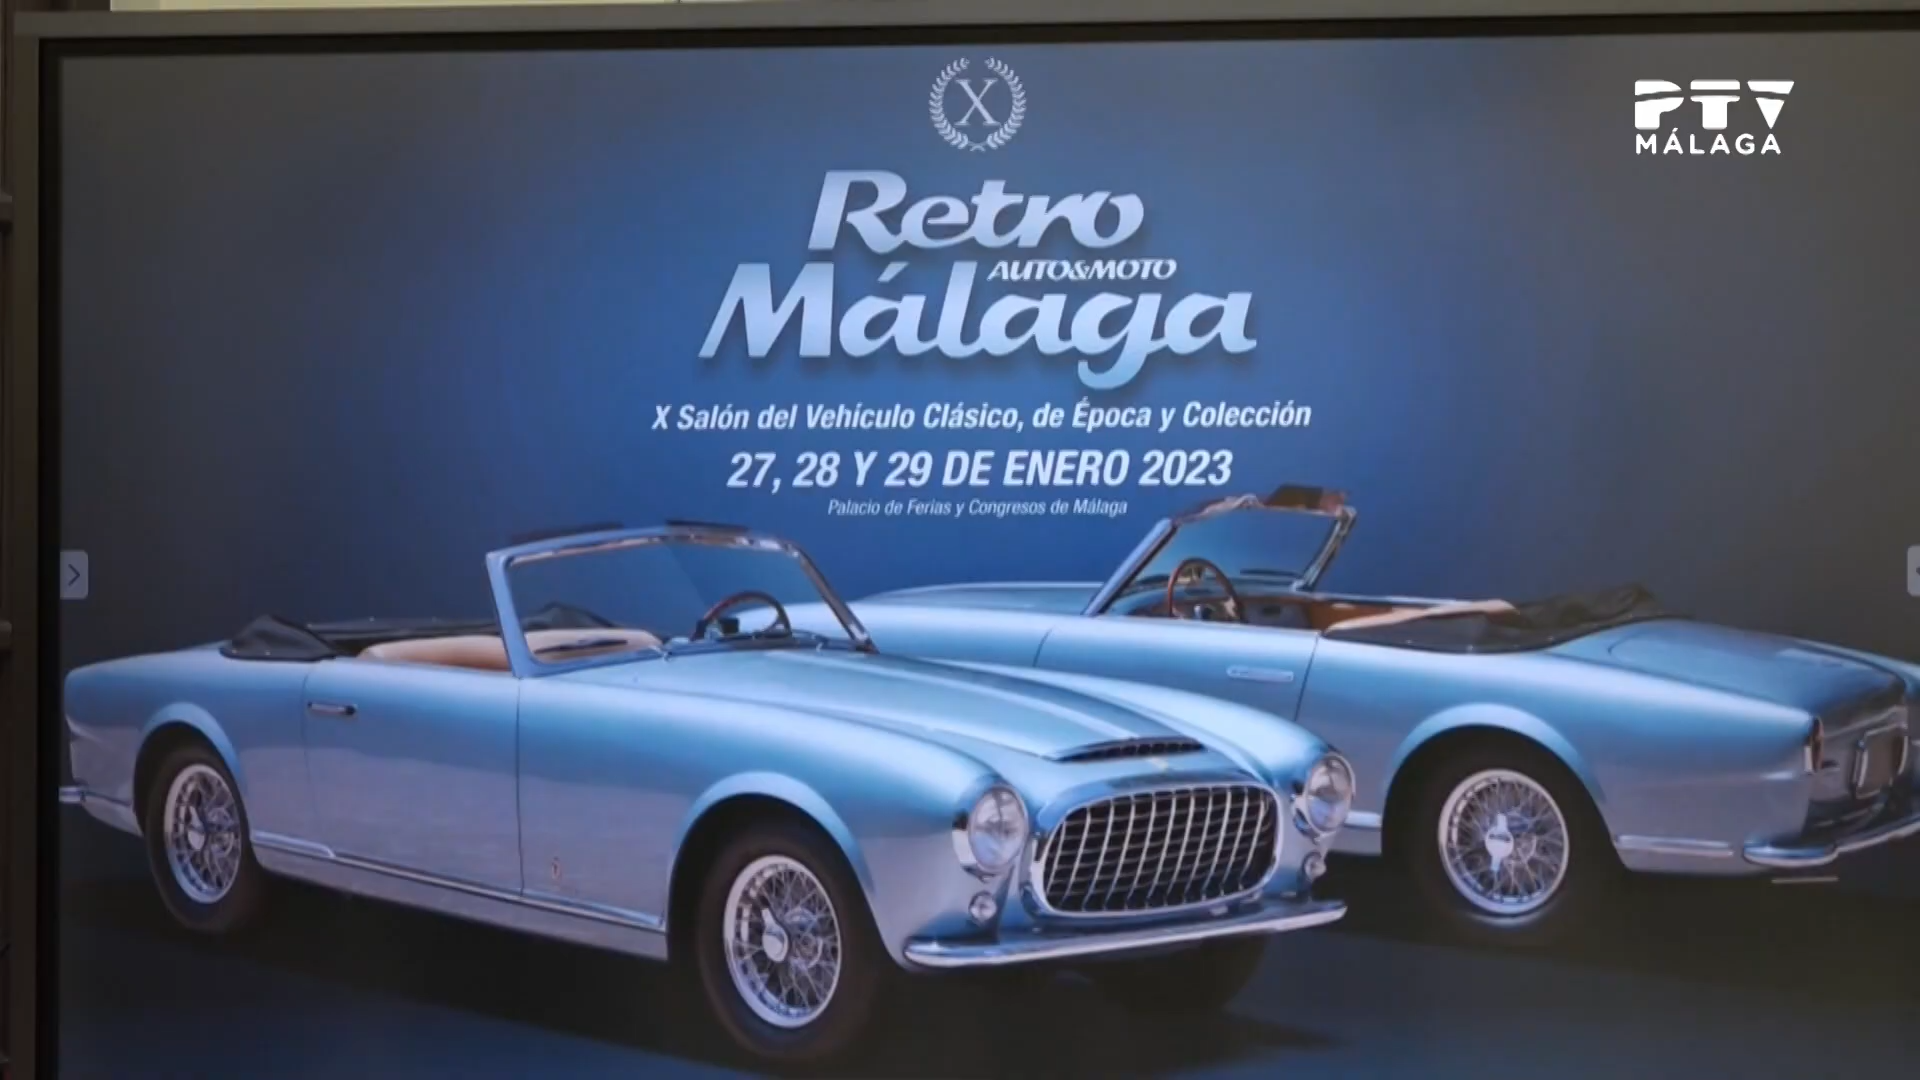 X
PTV
MÁLAGA
Retro
AUTO&MOTO
Málaga
X Salón del Vehículo Clásico, de Época y Colección
27, 28 Y 29 DE ENERO 2023
Palacio de Ferias y Congresos de Málaga